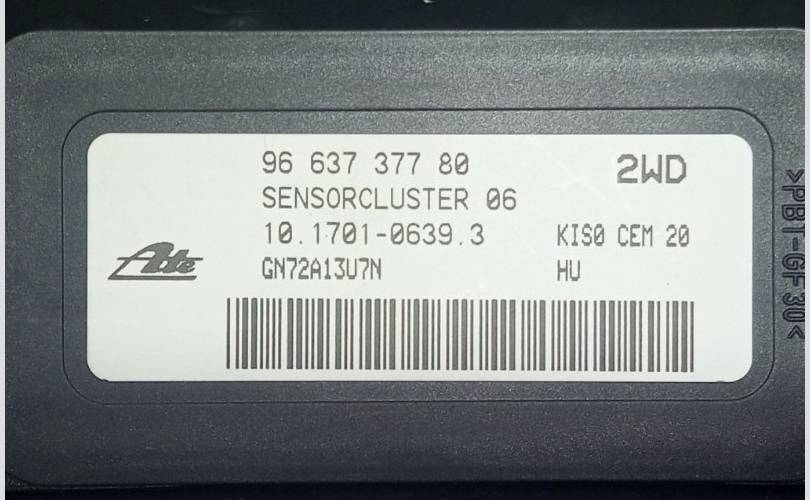 96 637 377 80
2WD
SENSORCLUSTER 06
10.1701-0639.3
KIS0 CEM 20
Ate
GN72A13U7N
HU
>PBT-GF30<